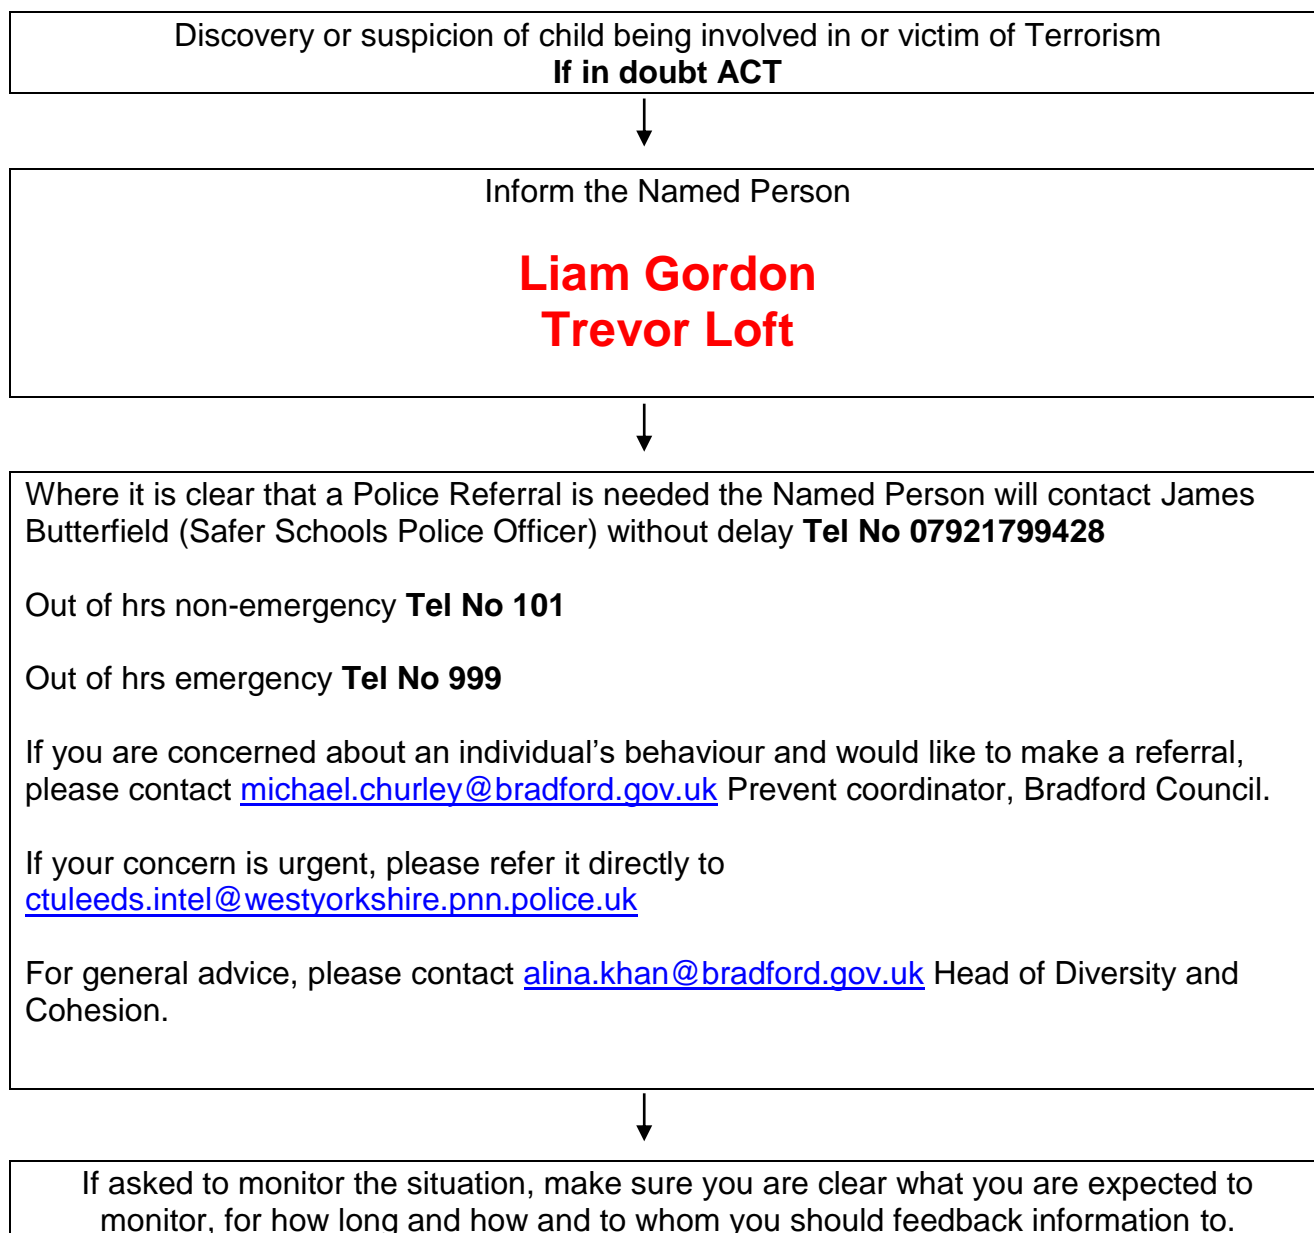 Discovery or suspicion of child being involved in or victim of Terrorism
If in doubt ACT
Inform the Named Person
Liam Gordon
Trevor Loft
Where it is clear that a Police Referral is needed the Named Person will contact James
Butterfield (Safer Schools Police Officer) without delay Tel No 07921799428
Out of hrs non-emergency Tel No 101
Out of hrs emergency Tel No 999
If you are concerned about an individual’s behaviour and would like to make a referral,
please contact michael.churley@bradford.gov.uk Prevent coordinator, Bradford Council.
If your concern is urgent, please refer it directly to
ctuleeds.intel@westyorkshire.pnn.police.uk
For general advice, please contact alina.khan@bradford.gov.uk Head of Diversity and
Cohesion.
If asked to monitor the situation, make sure you are clear what you are expected to
monitor, for how long and how and to whom you should feedback information to.